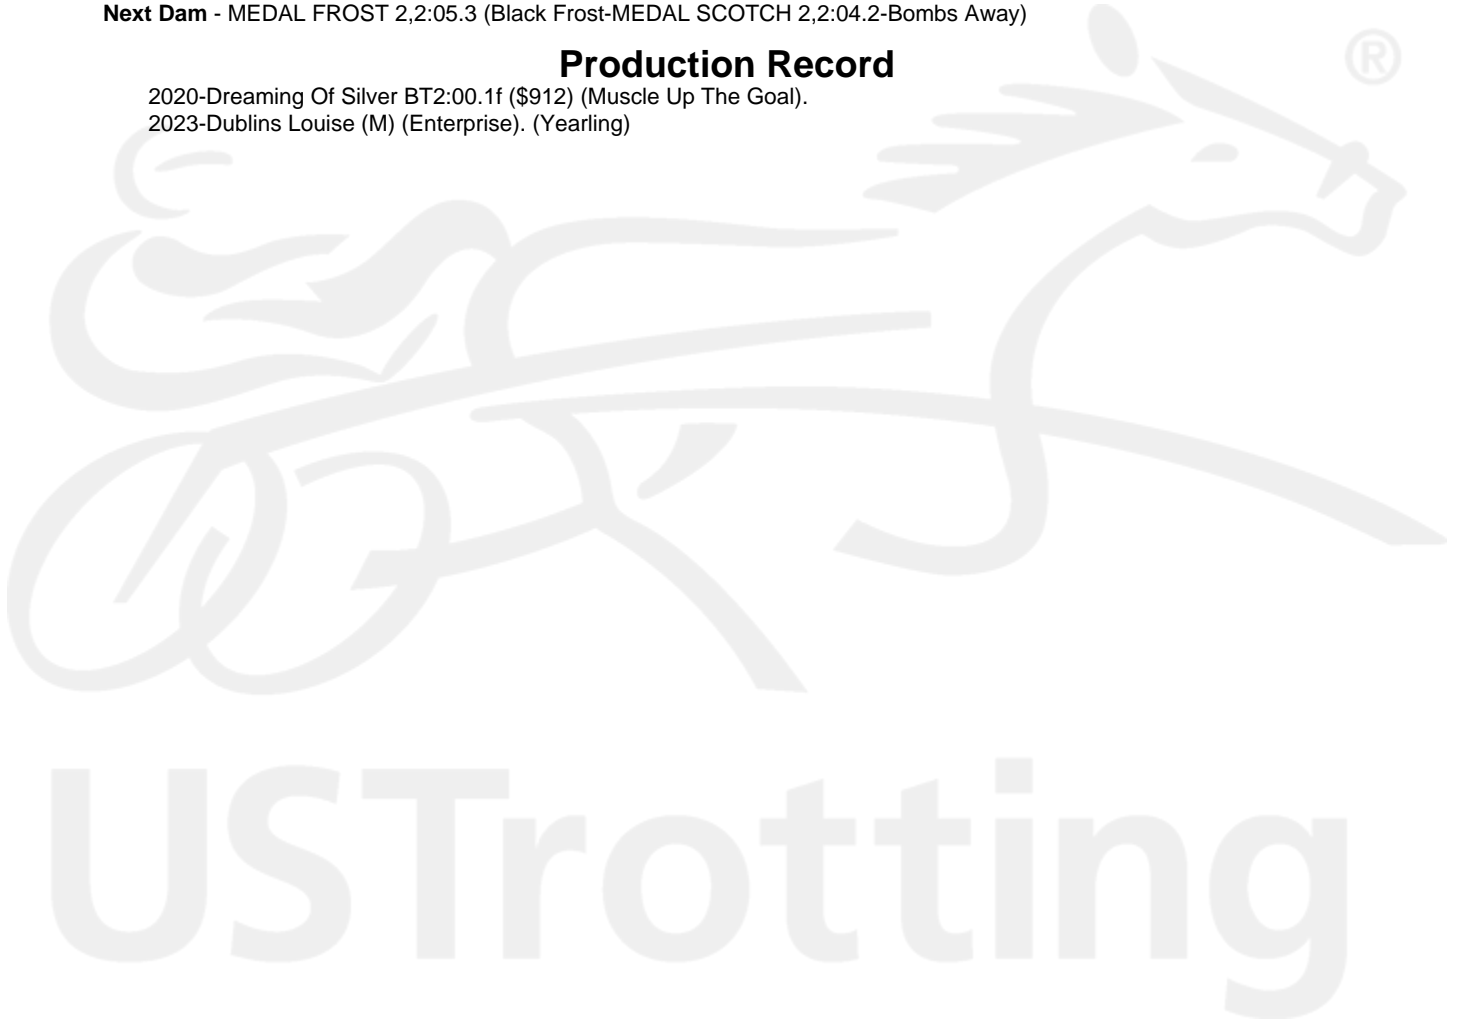 Next Dam - MEDAL FROST 2,2:05.3 (Black Frost-MEDAL SCOTCH 2,2:04.2-Bombs Away)
®
Production Record
2020-Dreaming Of Silver BT2:00.1f ($912) (Muscle Up The Goal).
2023-Dublins Louise (M) (Enterprise). (Yearling)
USTrotting